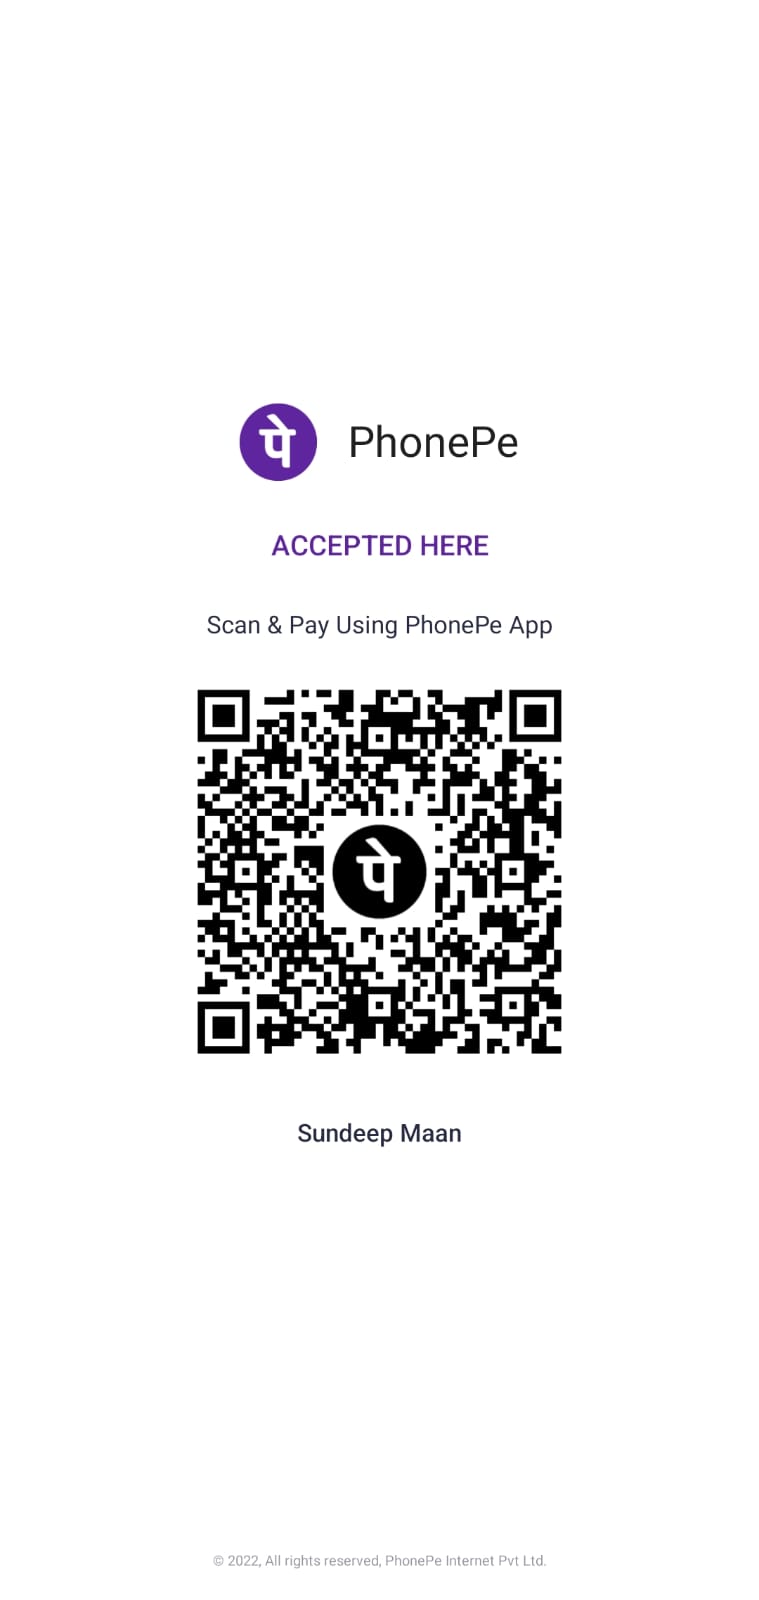 पे PhonePe
ACCEPTED HERE
Scan & Pay Using PhonePe App
पे
Sundeep Maan
© 2022, All rights reserved, PhonePe Internet Pvt Ltd.